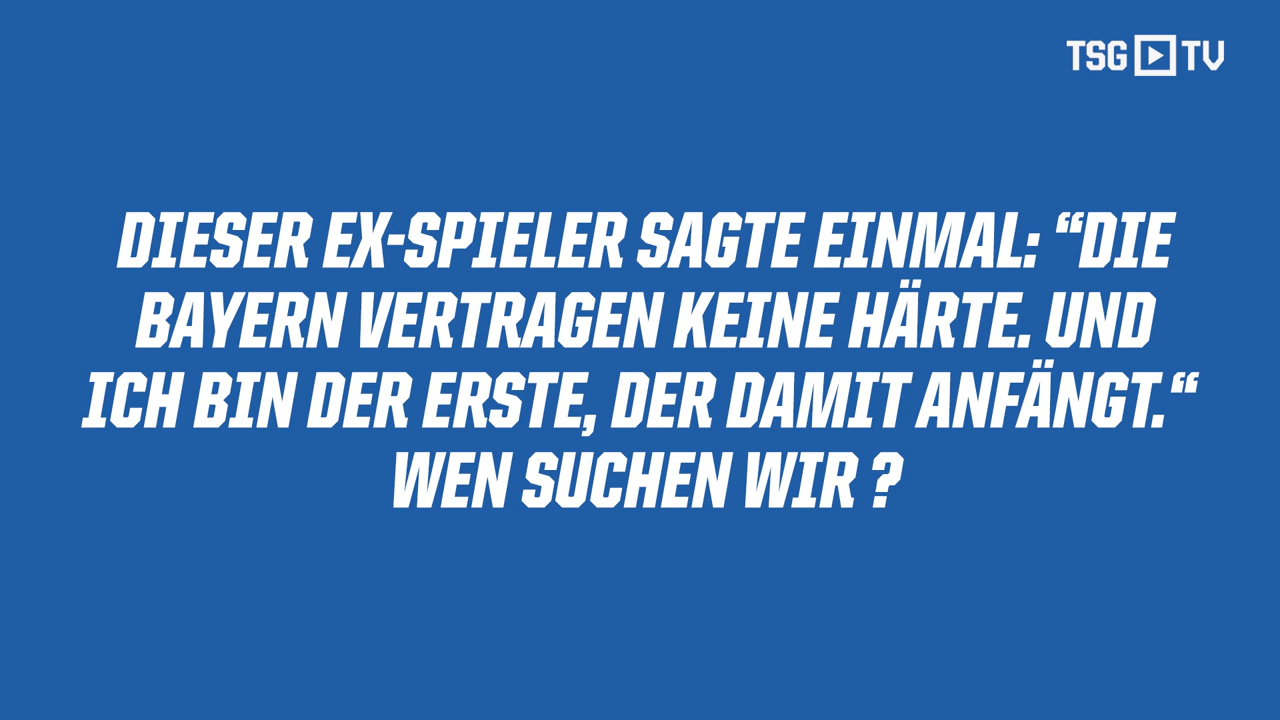 TSG TV
DIESER EX-SPIELER SAGTE EINMAL: “DIE
BAYERN VERTRAGEN KEINE HÄRTE. UND
ICH BIN DER ERSTE, DER DAMIT ANFÄNGT.“
WEN SUCHEN WIR ?